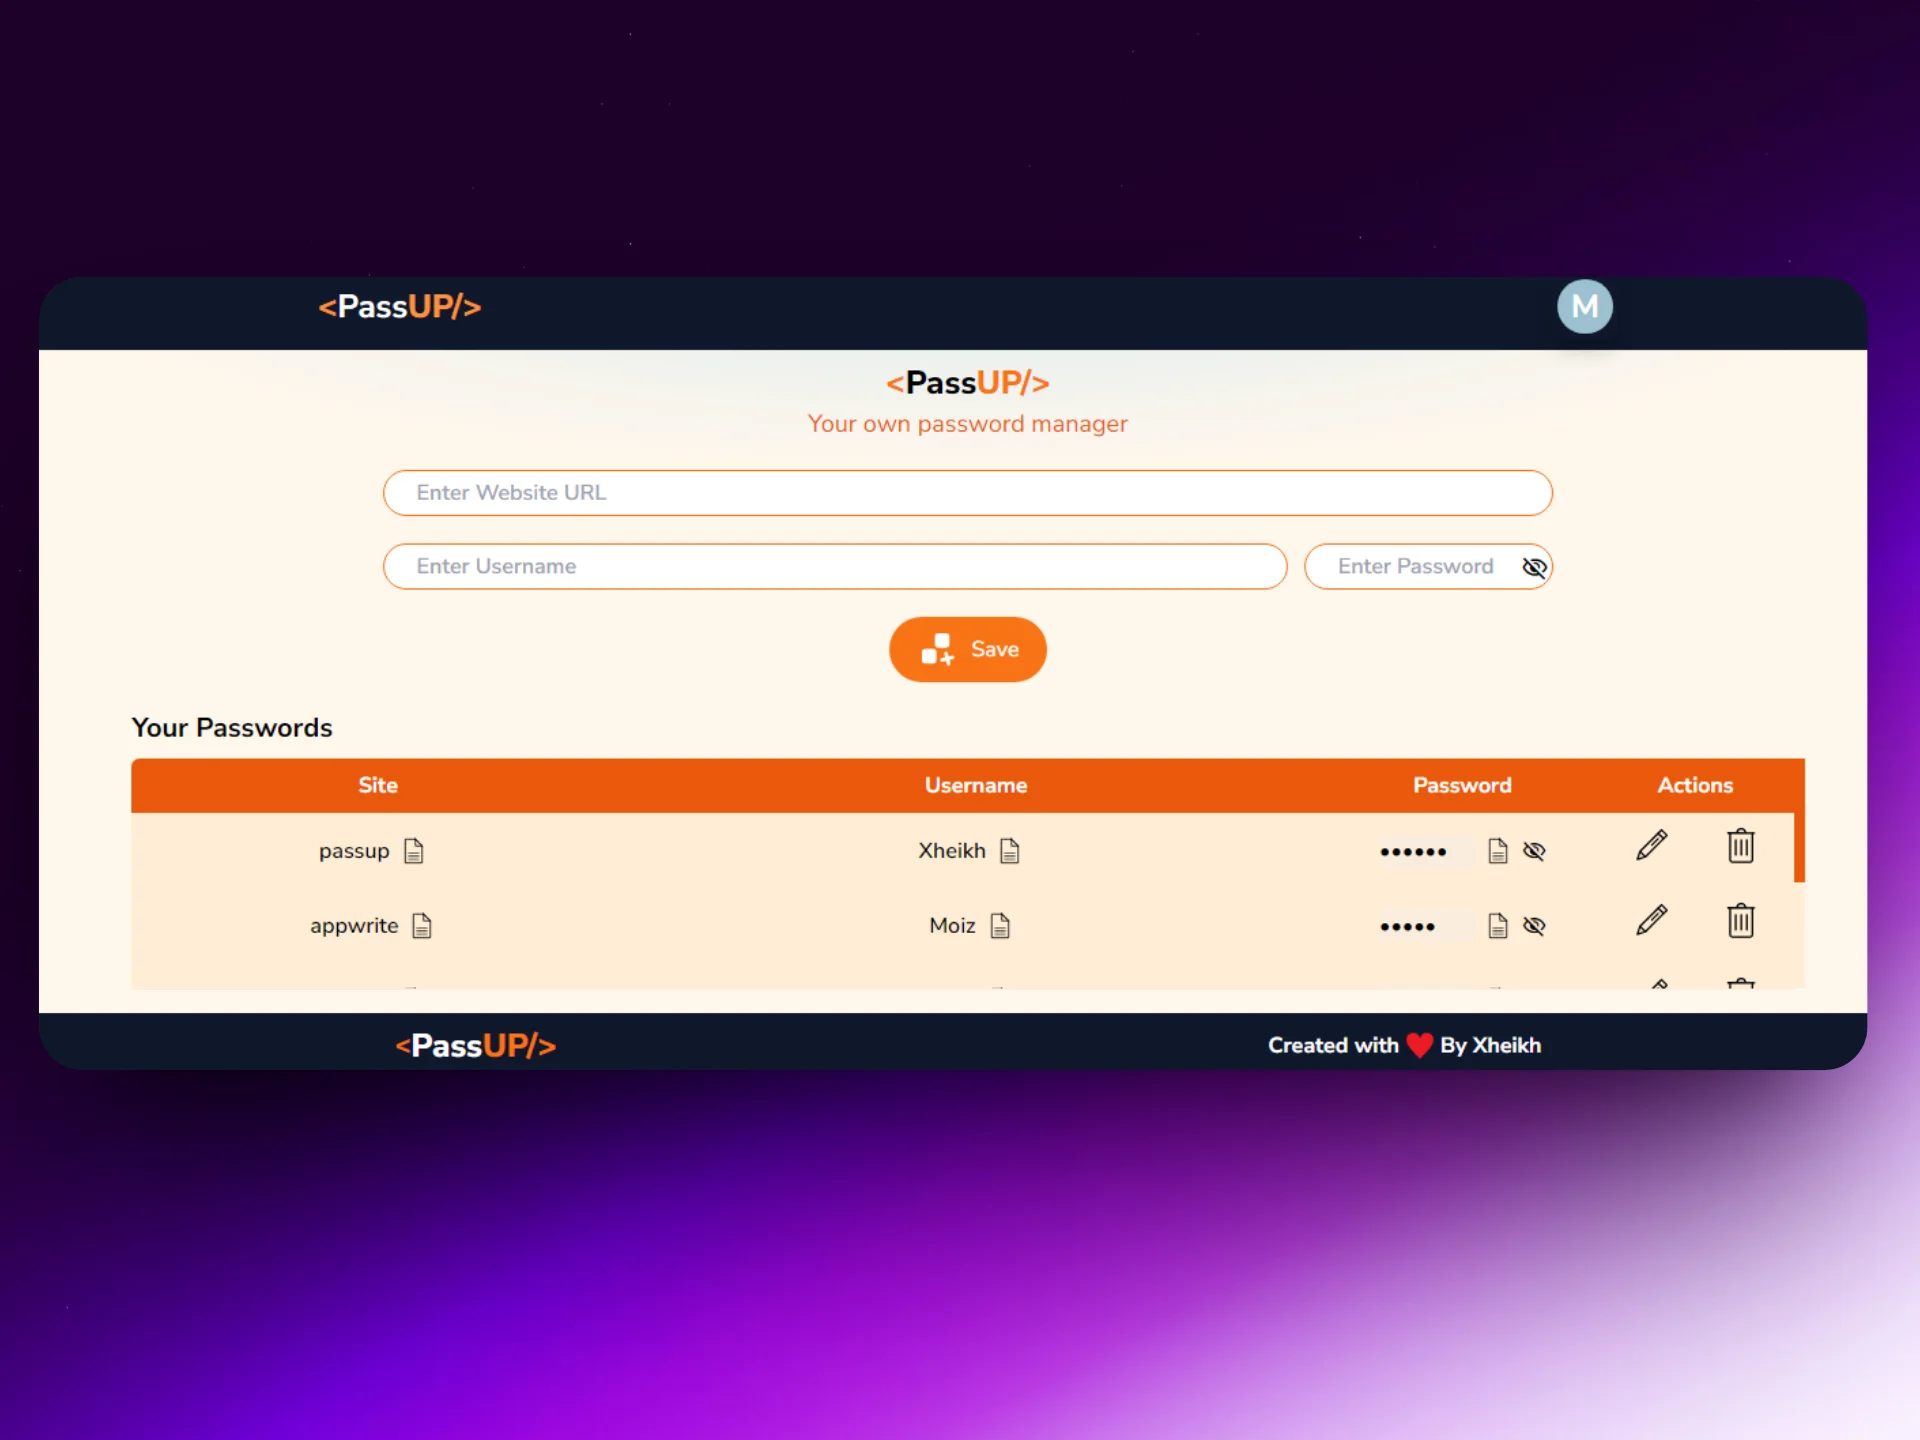 <PassUP/>
M
<PassUP/>
Your own password manager
Enter Website URL
Enter Username
Enter Password
Save
Your Passwords
Site Username Password Actions
passup Xheikh ••••••
appwrite Moiz •••••
<PassUP/>
Created with ❤ By Xheikh